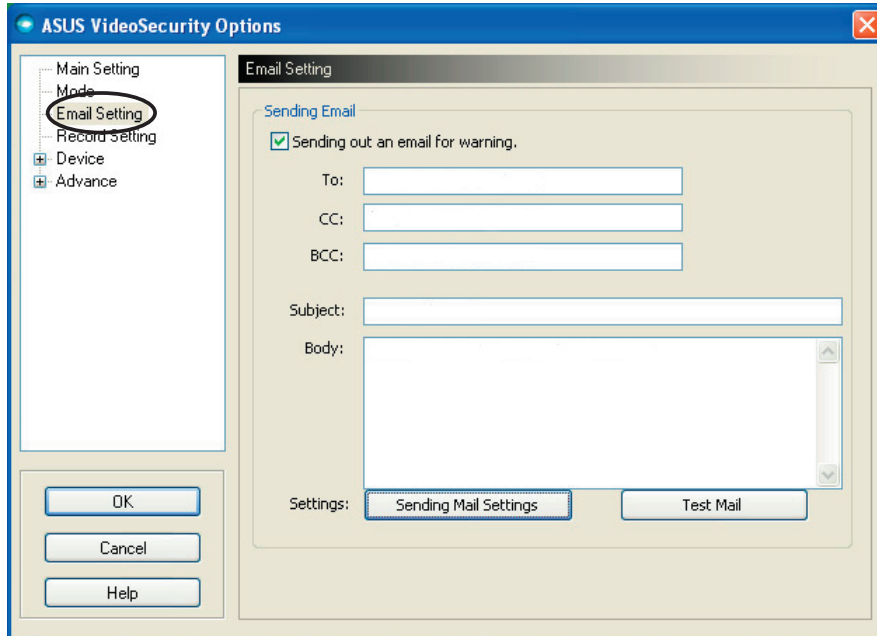 ASUS VideoSecurity Options
Main Setting
Mode
Email Setting
Record Setting
Device
Advance
OK
Cancel
Help
Email Setting
Sending Email
Sending out an email for warning.
To:
CC:
BCC:
Subject:
Body:
Settings: Sending Mail Settings Test Mail